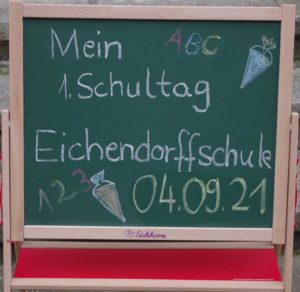 Mein ABC
1. Schultag
Eichendorffschule
123 04.09.21
Eichhorn